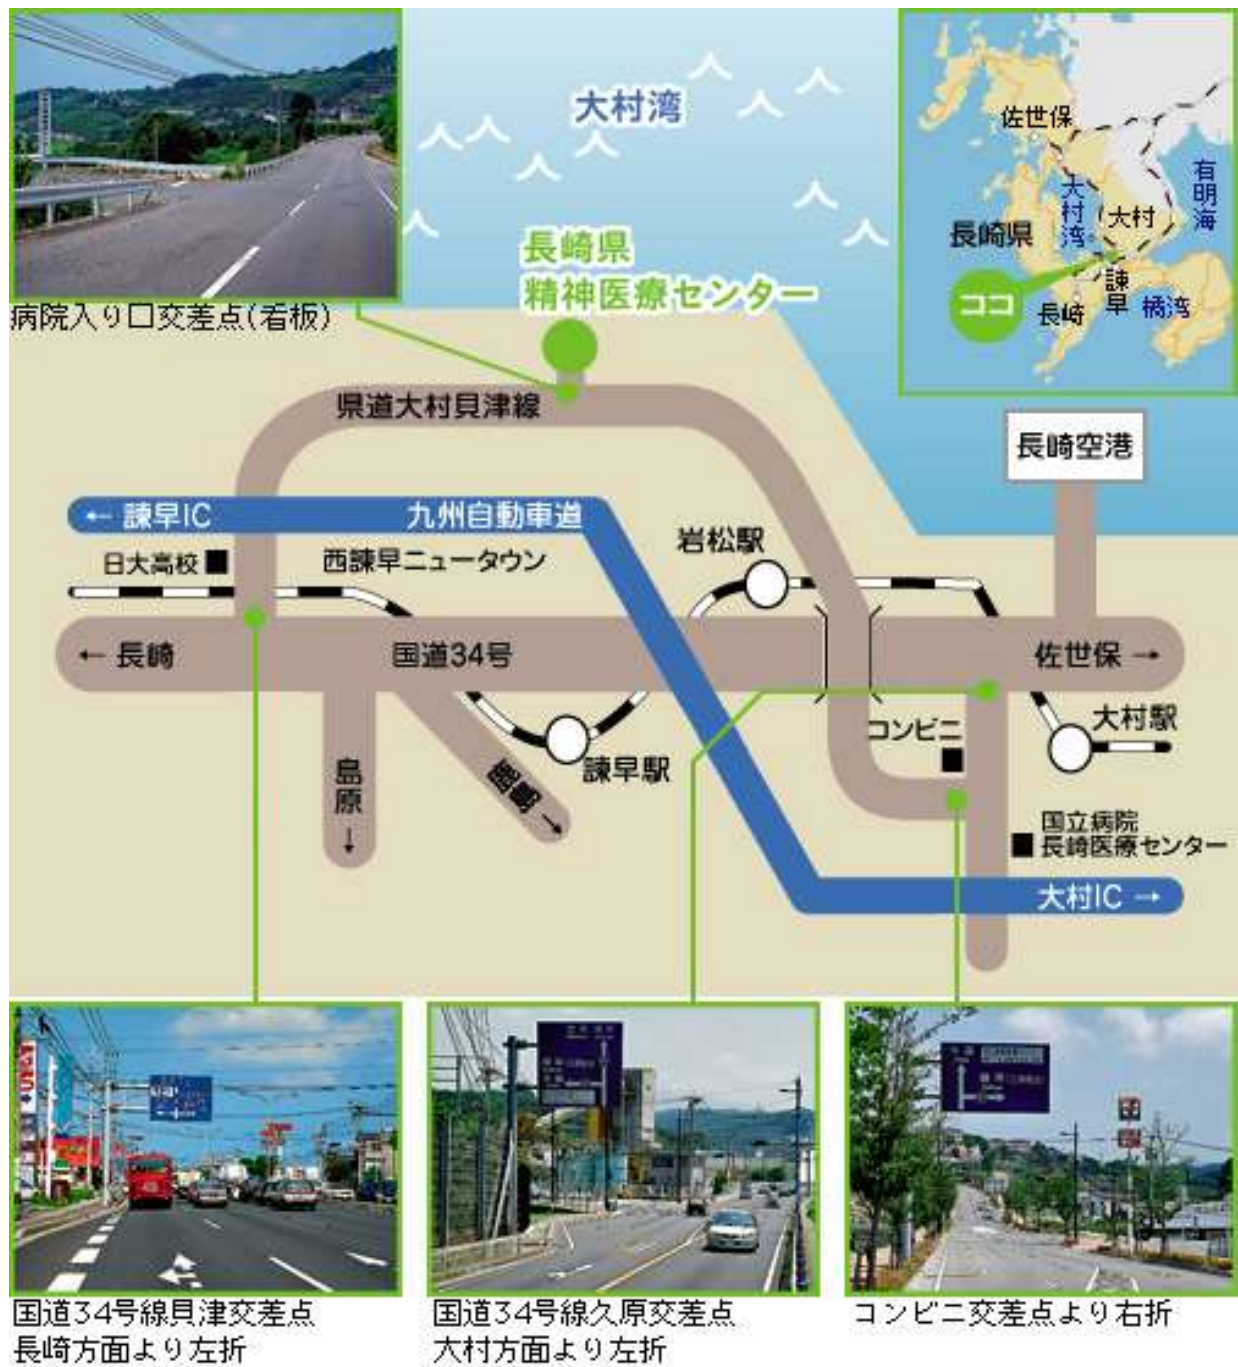 大村湾
佐世保
大村湾
大村
有明海
長崎県
諫早
ココ
長崎
橘湾
長崎県
精神医療センター
病院入り口交差点(看板)
県道大村貝津線
長崎空港
← 諫早IC
九州自動車道
岩松駅
日大高校
西諫早ニュータウン
← 長崎
国道34号
佐世保 →
大村駅
コンビニ
諫早駅
島原
↓
鹿島
→
国立病院
長崎医療センター
大村IC →
国道34号線貝津交差点
長崎方面より左折
国道34号線久原交差点
大村方面より左折
コンビニ交差点より右折